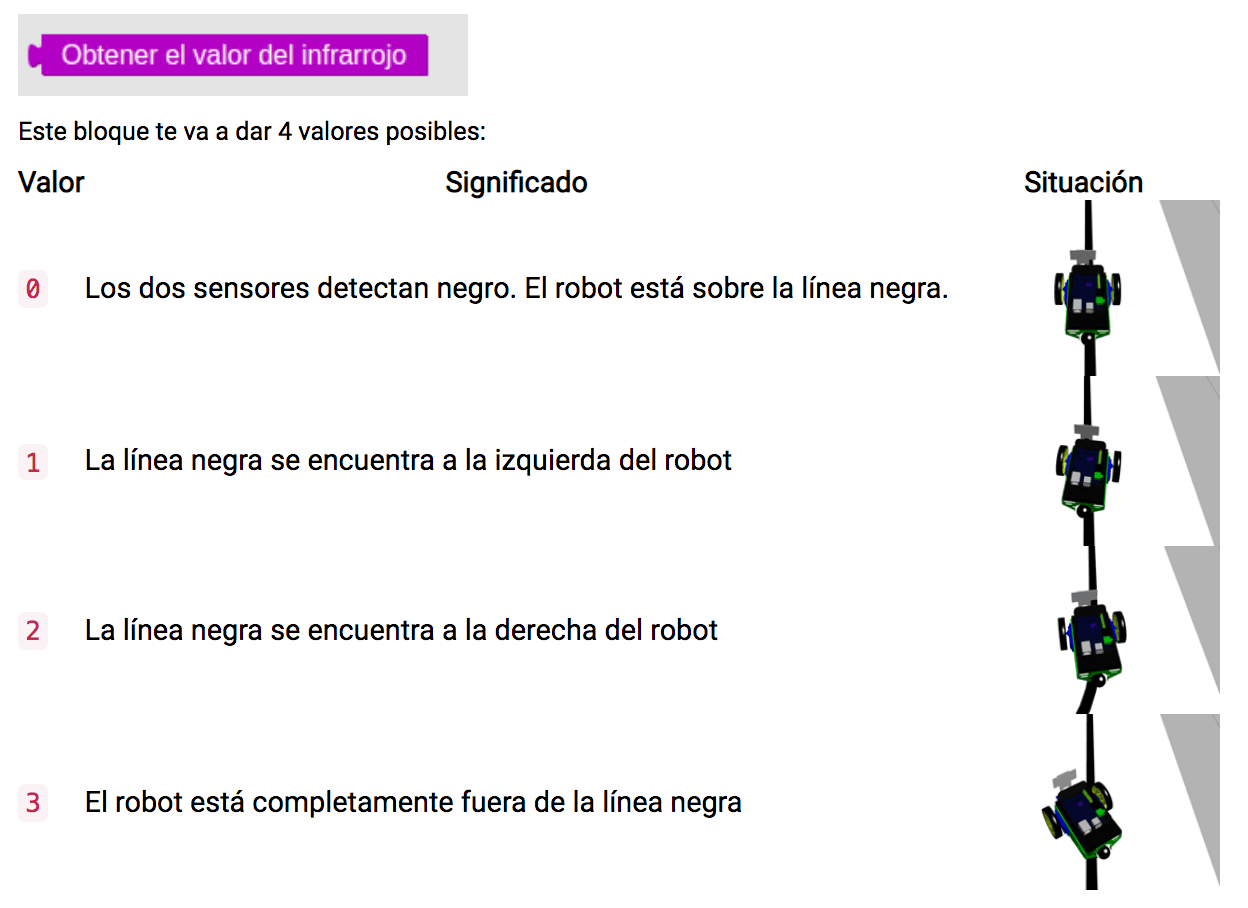 Obtener el valor del infrarrojo
Este bloque te va a dar 4 valores posibles:
Valor Significado Situación
0 Los dos sensores detectan negro. El robot está sobre la línea negra.
1 La línea negra se encuentra a la izquierda del robot
2 La línea negra se encuentra a la derecha del robot
3 El robot está completamente fuera de la línea negra